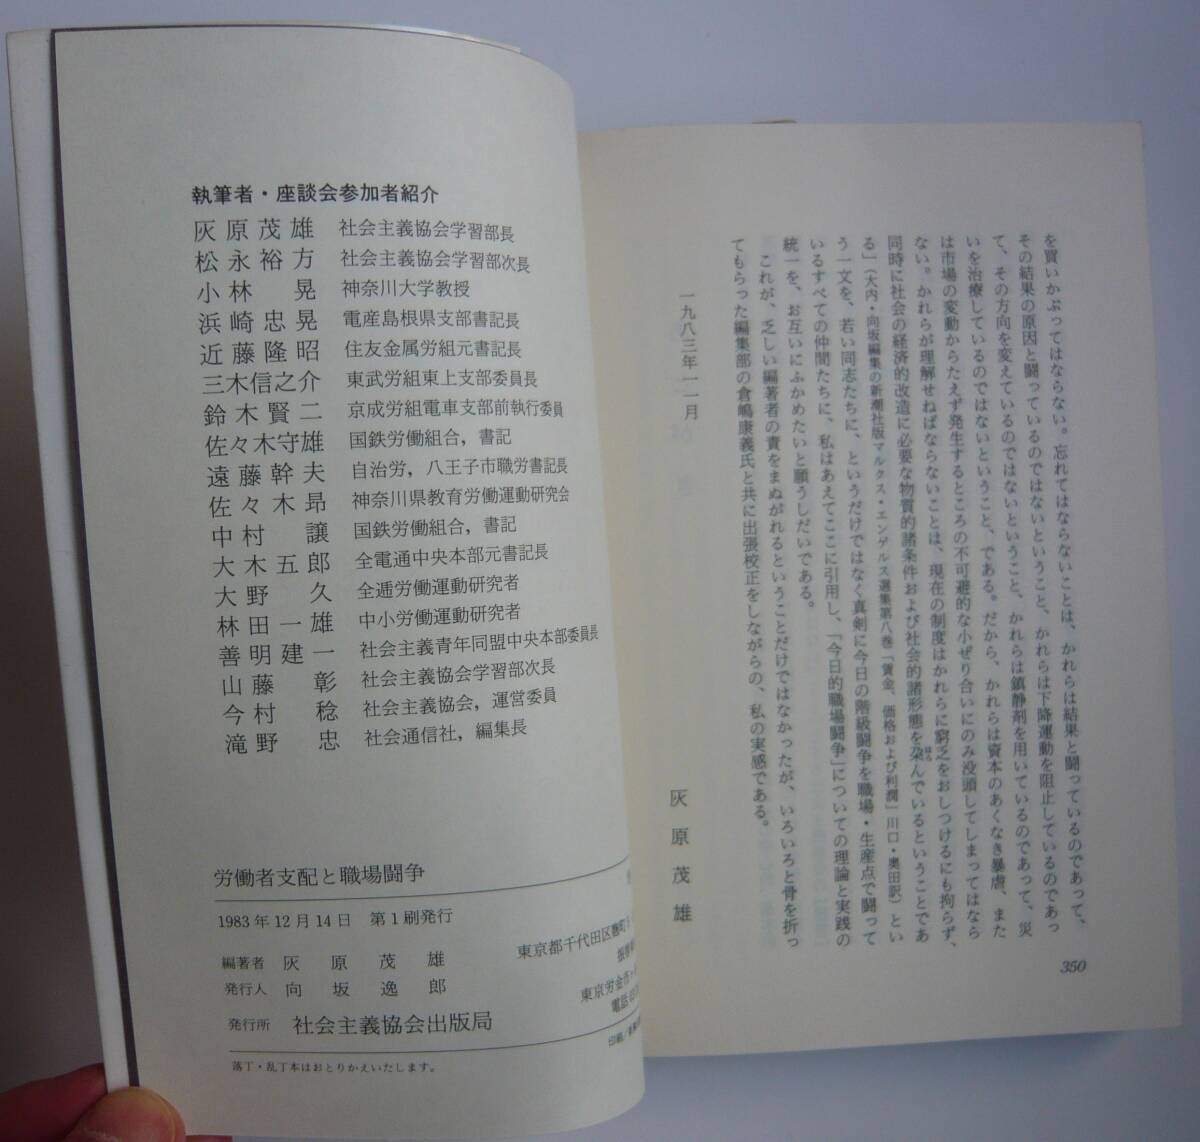 執筆者・座談会参加者紹介
灰原茂雄 社会主義協会学習部長
松永裕方 社会主義協会学習部次長
小林 晃 神奈川大学教授
浜崎忠晃 電産島根県支部書記長
近藤隆昭 住友金属労組元書記長
三木信之介 東武労組東上支部委員長
鈴木賢二 京成労組電車支部前執行委員
佐々木守雄 国鉄労働組合，書記
遠藤幹夫 自治労，八王子市職労書記長
佐々木昂 神奈川県教育労働運動研究会
中村 譲 国鉄労働組合，書記
大木五郎 全電通中央本部元書記長
大野 久 全逓労働運動研究者
林田一雄 中小労働運動研究者
善明建一 社会主義青年同盟中央本部委員長
山藤 彰 社会主義協会学習部次長
今村 稔 社会主義協会，運営委員
滝野 忠 社会通信社，編集長
労働者支配と職場闘争
1983年12月14日 第1刷発行
編著者 灰原茂雄
発行人 向坂逸郎
発行所 社会主義協会出版局
東京都千代田区麹町
振替
東京労金市ヶ
電話
印刷／
落丁・乱丁本はおとりかえいたします。
を買いかぶってはならない。忘れてはならないことは、かれらは結果と闘っているのであって、
その結果の原因と闘っているのではないということ、かれらは下降運動を阻止しているのであっ
て、その方向を変えているのではないということ、かれらは鎮静剤を用いているのであって、災
いを治療しているのではないということ、である。だから、かれらは資本のあくなき暴虐、また
は市場の変動からたえず発生するところの不可避的な小ぜり合いにのみ没頭してしまってはなら
ない。かれらが理解せねばならないことは、現在の制度はかれらに窮乏をおしつけるにも拘らず、
同時に社会の経済的改造に必要な物質的諸条件および社会的諸形態を染んでいるということであ
る」（大内・向坂編集の新潮社版マルクス・エンゲルス選集第八巻「賃金、価格および利潤」川口・奥田訳）とい
う一文を、若い同志たちに、というだけではなく真剣に今日の階級闘争を職場・生産点で闘って
いるすべての仲間たちに、私はあえてここに引用し、「今日的職場闘争」についての理論と実践の
統一を、お互いにふかめたいと願うしだいである。
これが、乏しい編著者の責をまぬがれるということだけではなかったが、いろいろと骨を折っ
てもらった編集部の倉嶋康義氏と共に出張校正をしながらの、私の実感である。
一九八三年一一月
灰原茂雄
350